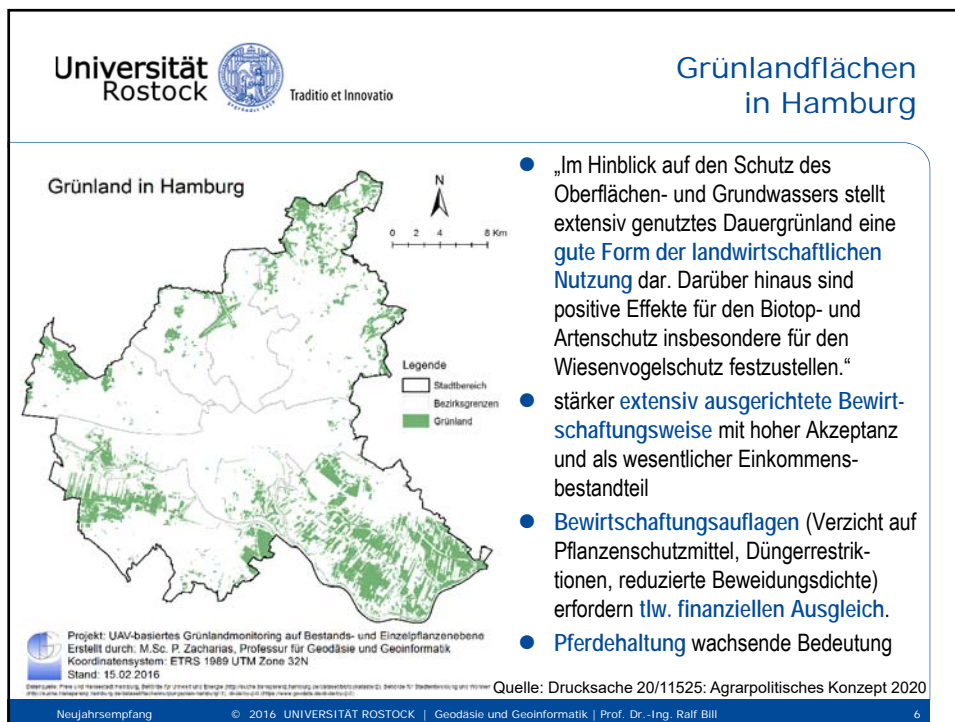 Universität
Rostock
Traditio et Innovatio
Grünlandflächen
in Hamburg
Grünland in Hamburg
N
0 2 4 8 Km
Legende
Stadtbereich
Bezirksgrenzen
Grünland
● „Im Hinblick auf den Schutz des
Oberflächen- und Grundwassers stellt
extensiv genutztes Dauergrünland eine
gute Form der landwirtschaftlichen
Nutzung dar. Darüber hinaus sind
positive Effekte für den Biotop- und
Artenschutz insbesondere für den
Wiesenvogelschutz festzustellen.“
● stärker extensiv ausgerichtete Bewirt-
schaftungsweise mit hoher Akzeptanz
und als wesentlicher Einkommens-
bestandteil
● Bewirtschaftungsauflagen (Verzicht auf
Pflanzenschutzmittel, Düngerrestrik-
tionen, reduzierte Beweidungsdichte)
erfordern tlw. finanziellen Ausgleich.
● Pferdehaltung wachsende Bedeutung
Projekt: UAV-basiertes Grünlandmonitoring auf Bestands- und Einzelpflanzenebene
Erstellt durch: M.Sc. P. Zacharias, Professur für Geodäsie und Geoinformatik
Koordinatensystem: ETRS 1989 UTM Zone 32N
Stand: 15.02.2016
Quelle: Drucksache 20/11525: Agrarpolitisches Konzept 2020
Neujahrsempfang © 2016 UNIVERSITÄT ROSTOCK | Geodäsie und Geoinformatik | Prof. Dr.-Ing. Ralf Bill 6